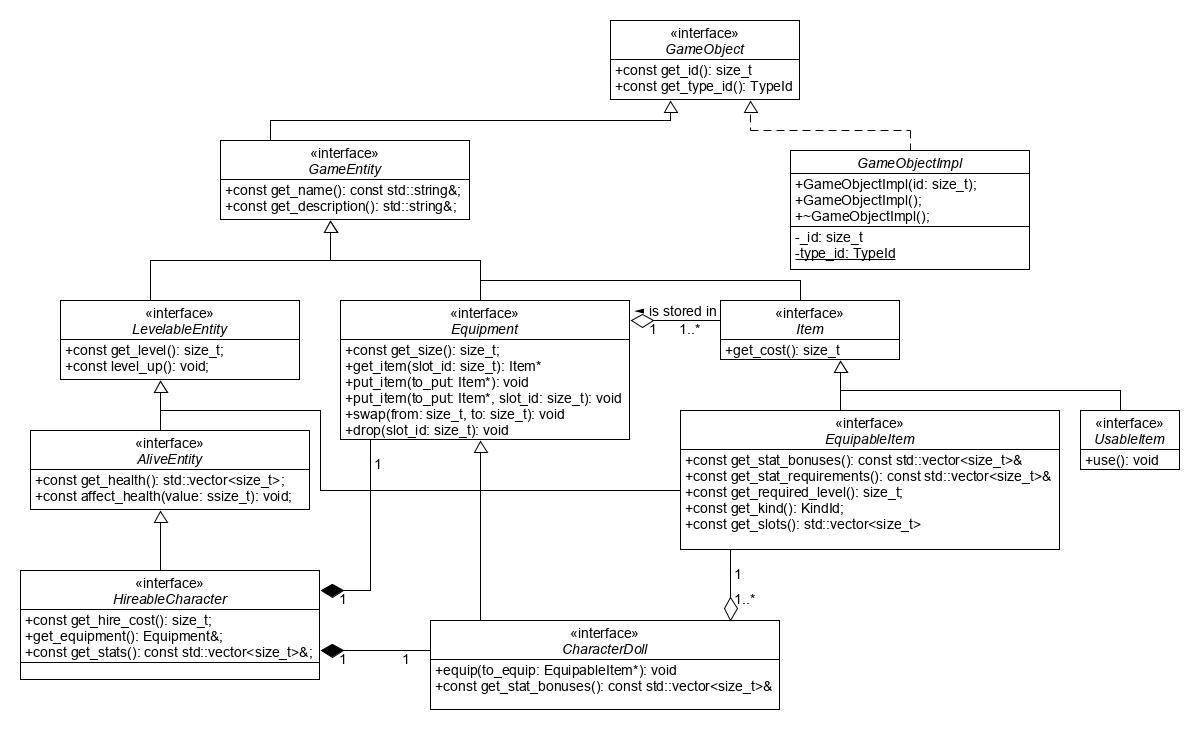 «interface»
GameObject
+const get_id(): size_t
+const get_type_id(): TypeId
«interface»
GameEntity
+const get_name(): const std::string&;
+const get_description(): std::string&;
GameObjectImpl
+GameObjectImpl(id: size_t);
+GameObjectImpl();
+~GameObjectImpl();
-_id: size_t
-type_id: TypeId
«interface»
LevelableEntity
+const get_level(): size_t;
+const level_up(): void;
«interface»
Equipment
+const get_size(): size_t;
+get_item(slot_id: size_t): Item*
+put_item(to_put: Item*): void
+put_item(to_put: Item*, slot_id: size_t): void
+swap(from: size_t, to: size_t): void
+drop(slot_id: size_t): void
◄ is stored in
1 1..*
«interface»
Item
+get_cost(): size_t
«interface»
AliveEntity
+const get_health(): std::vector<size_t>;
+const affect_health(value: ssize_t): void;
1
«interface»
EquipableItem
+const get_stat_bonuses(): const std::vector<size_t>&
+const get_stat_requirements(): const std::vector<size_t>&
+const get_required_level(): size_t;
+const get_kind(): KindId;
+const get_slots(): std::vector<size_t>
«interface»
UsableItem
+use(): void
1
1..*
«interface»
HireableCharacter
+const get_hire_cost(): size_t;
+get_equipment(): Equipment&;
+const get_stats(): const std::vector<size_t>&;
1
1 1
«interface»
CharacterDoll
+equip(to_equip: EquipableItem*): void
+const get_stat_bonuses(): const std::vector<size_t>&